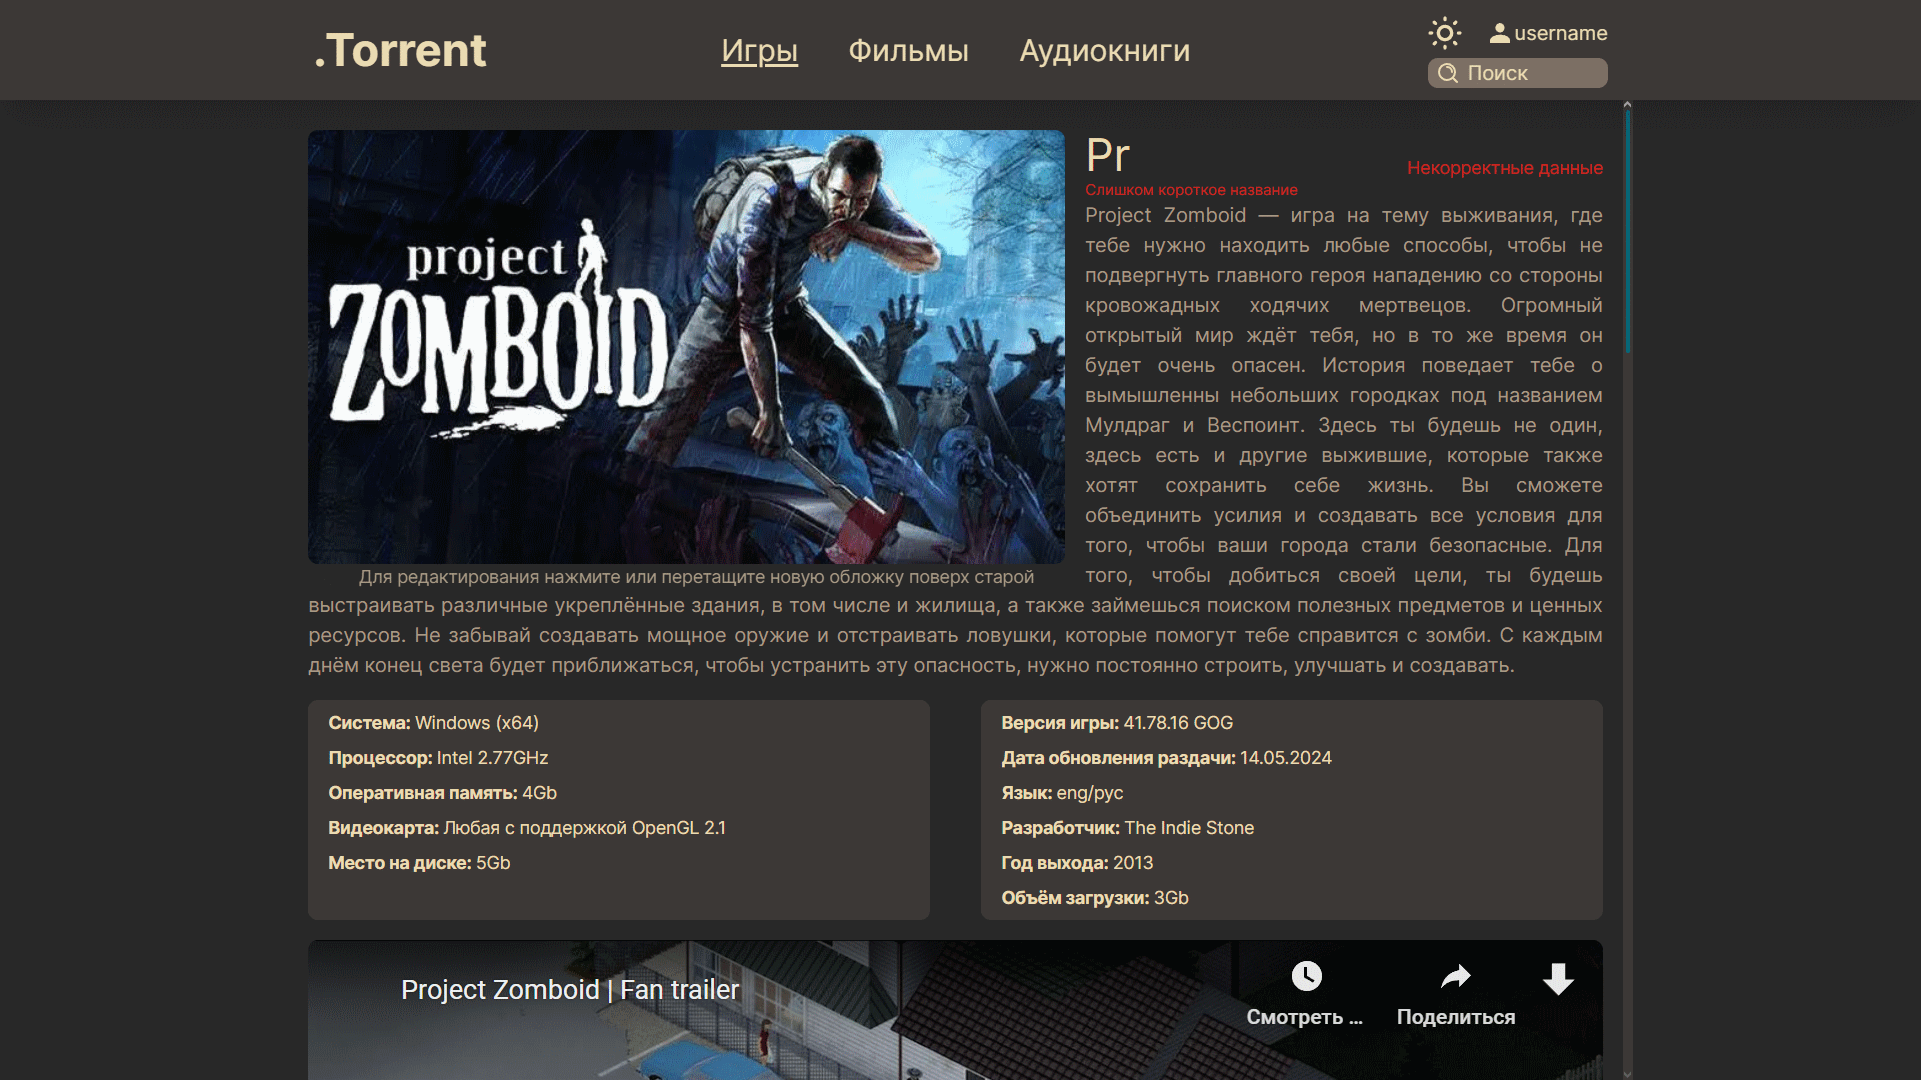 .Torrent
Игры
Фильмы
Аудиокниги
username
Поиск
project
ZOMBOID
Pr
Некорректные данные
Слишком короткое название
Project Zomboid — игра на тему выживания, где
тебе нужно находить любые способы, чтобы не
подвергнуть главного героя нападению со стороны
кровожадных ходячих мертвецов. Огромный
открытый мир ждёт тебя, но в то же время он
будет очень опасен. История поведает тебе о
вымышленны небольших городках под названием
Мулдраг и Веспоинт. Здесь ты будешь не один,
здесь есть и другие выжившие, которые также
хотят сохранить себе жизнь. Вы сможете
объединить усилия и создавать все условия для
того, чтобы ваши города стали безопасные. Для
того, чтобы добиться своей цели, ты будешь
Для редактирования нажмите или перетащите новую обложку поверх старой
выстраивать различные укреплённые здания, в том числе и жилища, а также займешься поиском полезных предметов и ценных
ресурсов. Не забывай создавать мощное оружие и отстраивать ловушки, которые помогут тебе справится с зомби. С каждым
днём конец света будет приближаться, чтобы устранить эту опасность, нужно постоянно строить, улучшать и создавать.
Система: Windows (x64)
Процессор: Intel 2.77GHz
Оперативная память: 4Gb
Видеокарта: Любая с поддержкой OpenGL 2.1
Место на диске: 5Gb
Версия игры: 41.78.16 GOG
Дата обновления раздачи: 14.05.2024
Язык: eng/рус
Разработчик: The Indie Stone
Год выхода: 2013
Объём загрузки: 3Gb
Project Zomboid | Fan trailer
Смотреть ...
Поделиться